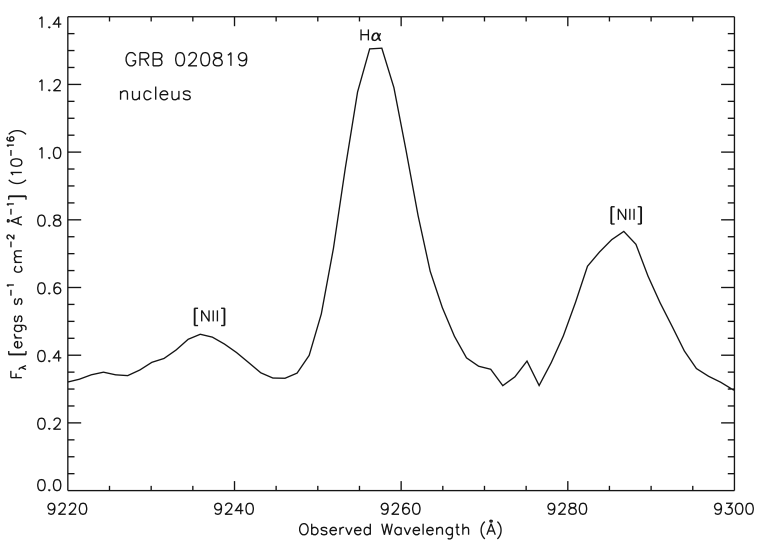 GRB 020819
nucleus
Hα
[NII]
[NII]
1.4
1.2
1.0
0.8
0.6
0.4
0.2
0.0
F_λ [ergs s⁻¹ cm⁻² Å⁻¹] (10⁻¹⁶)
9220 9240 9260 9280 9300
Observed Wavelength (Å)